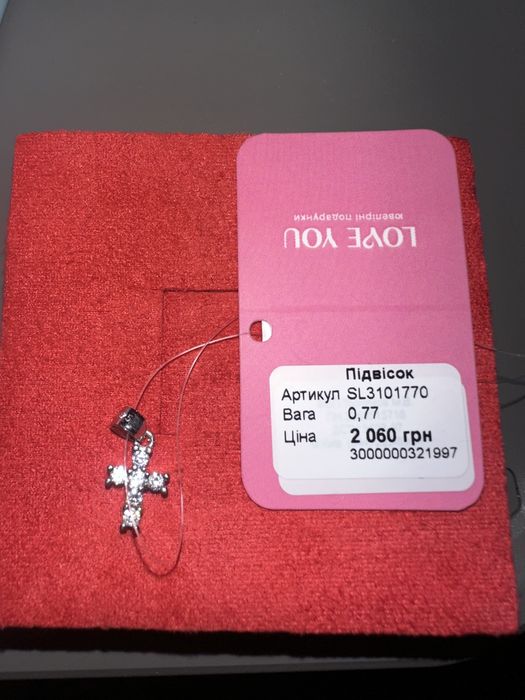 LOVE YOU
ювелірні подарунки
Підвісок
Артикул SL3101770
Вага 0,77
Ціна 2 060 грн
3000000321997